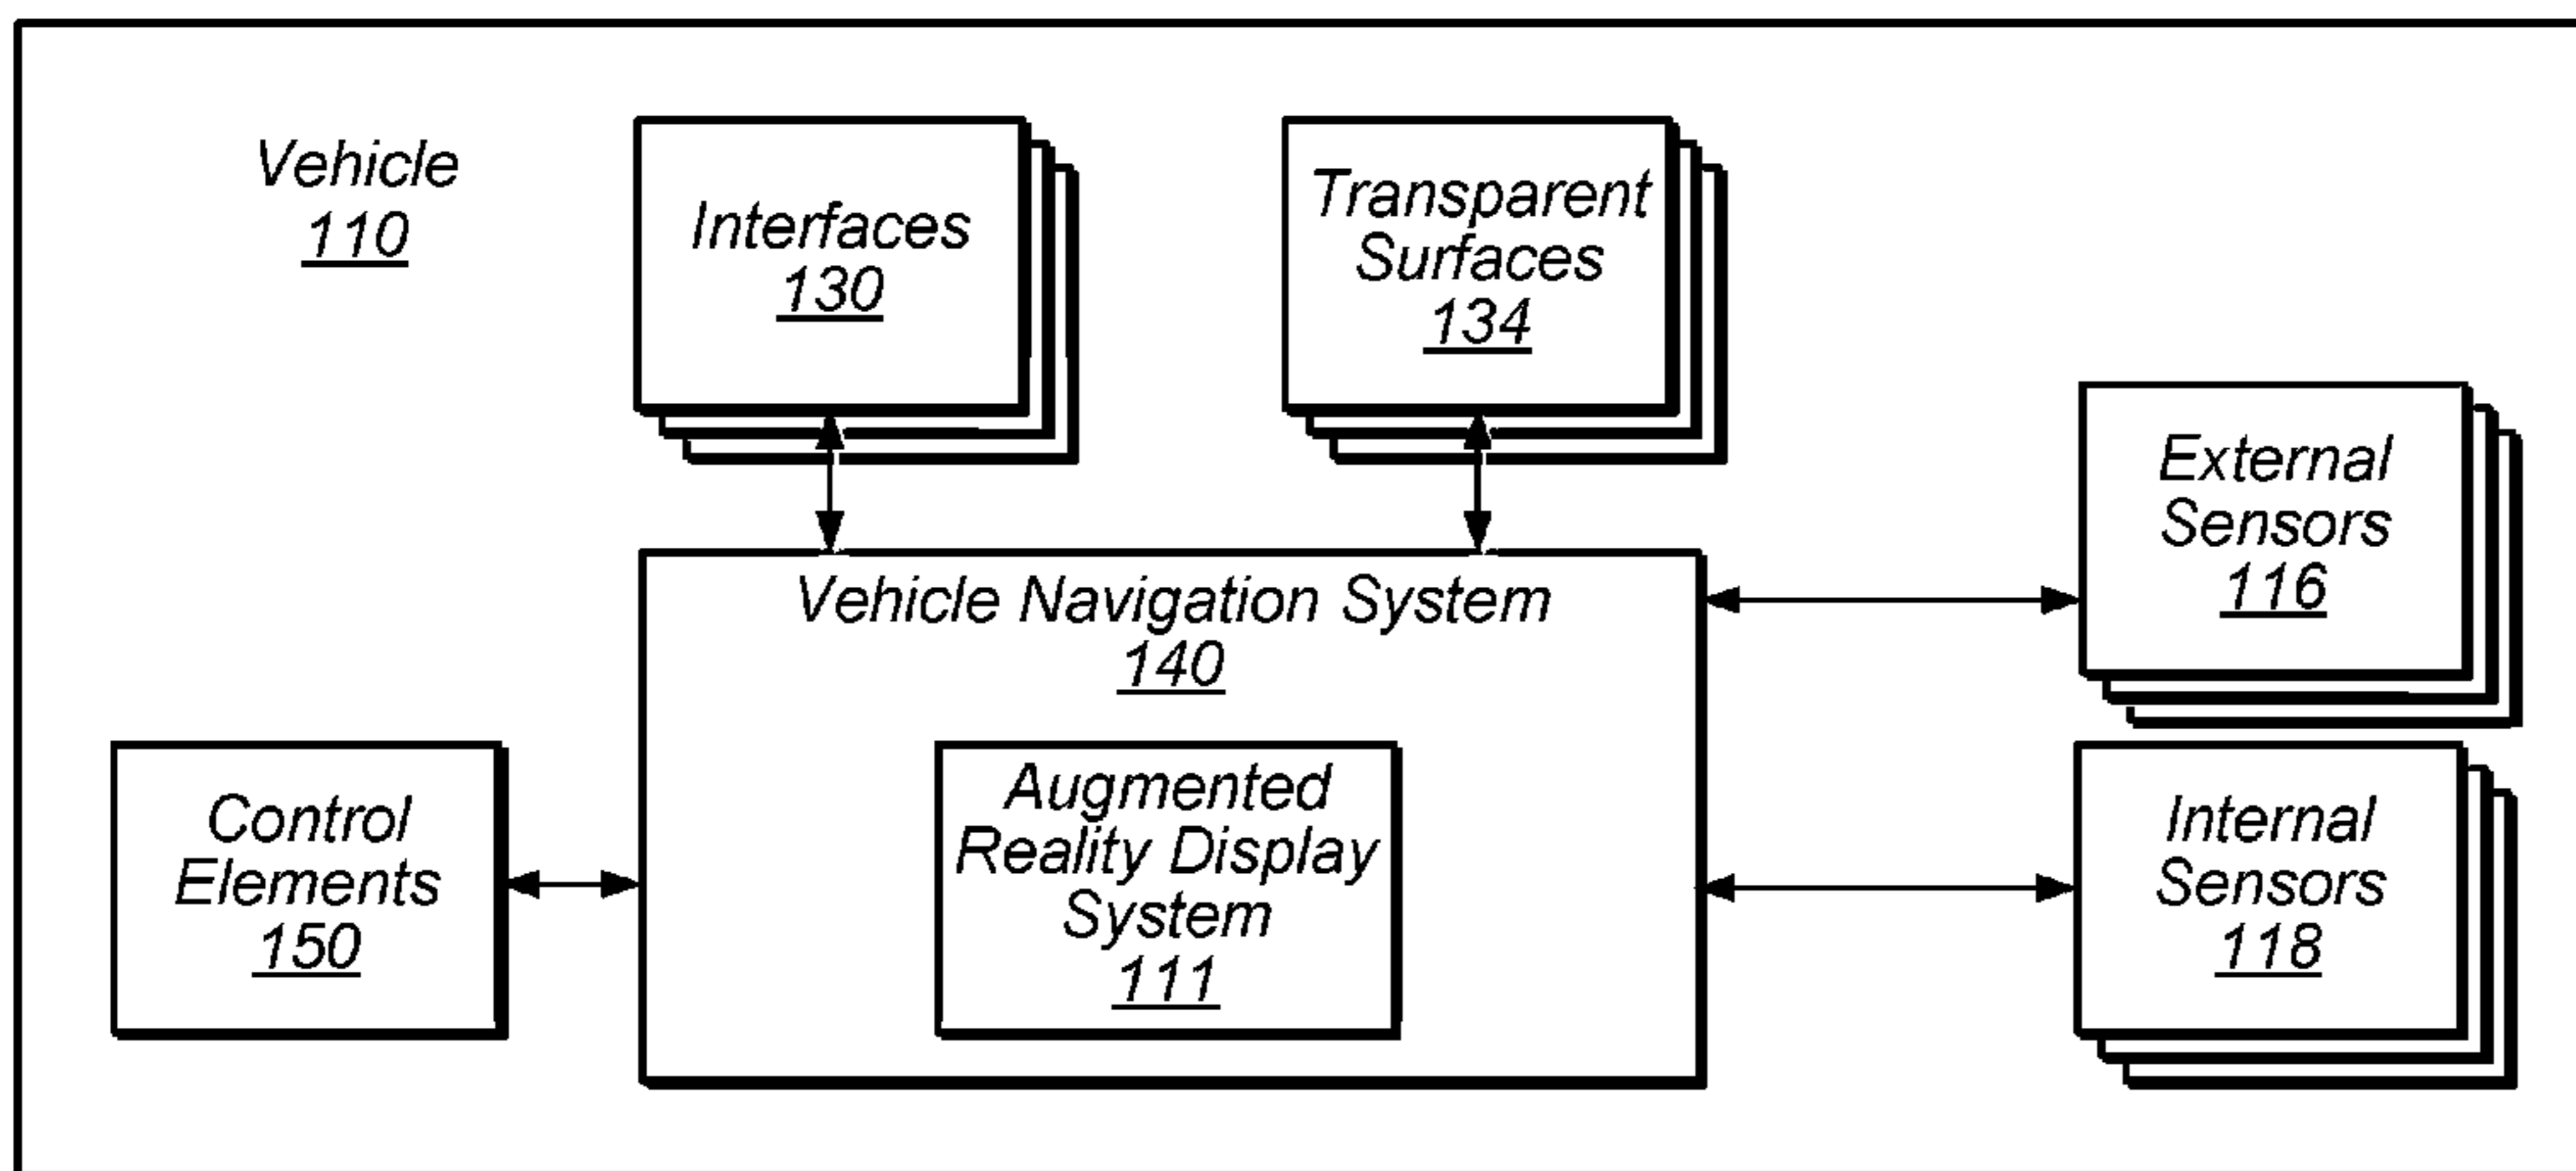 Vehicle
110
Interfaces
130
Transparent
Surfaces
134
External
Sensors
116
Vehicle Navigation System
140
Augmented
Reality Display
System
111
Control
Elements
150
Internal
Sensors
118